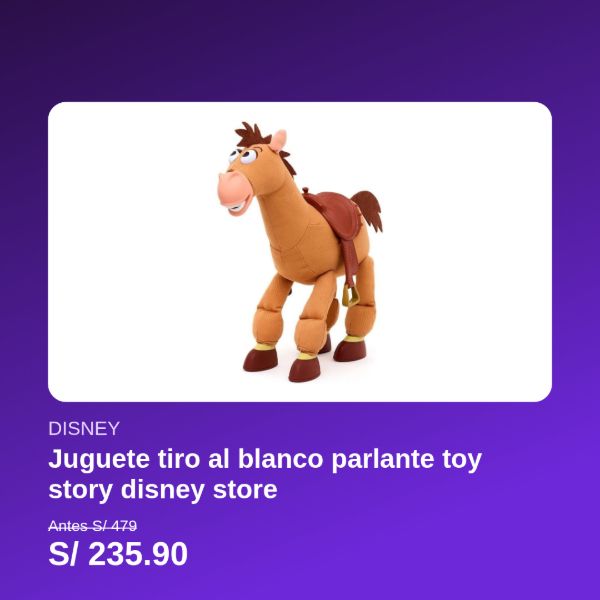 DISNEY
Juguete tiro al blanco parlante toy
story disney store
Antes S/ 479
S/ 235.90